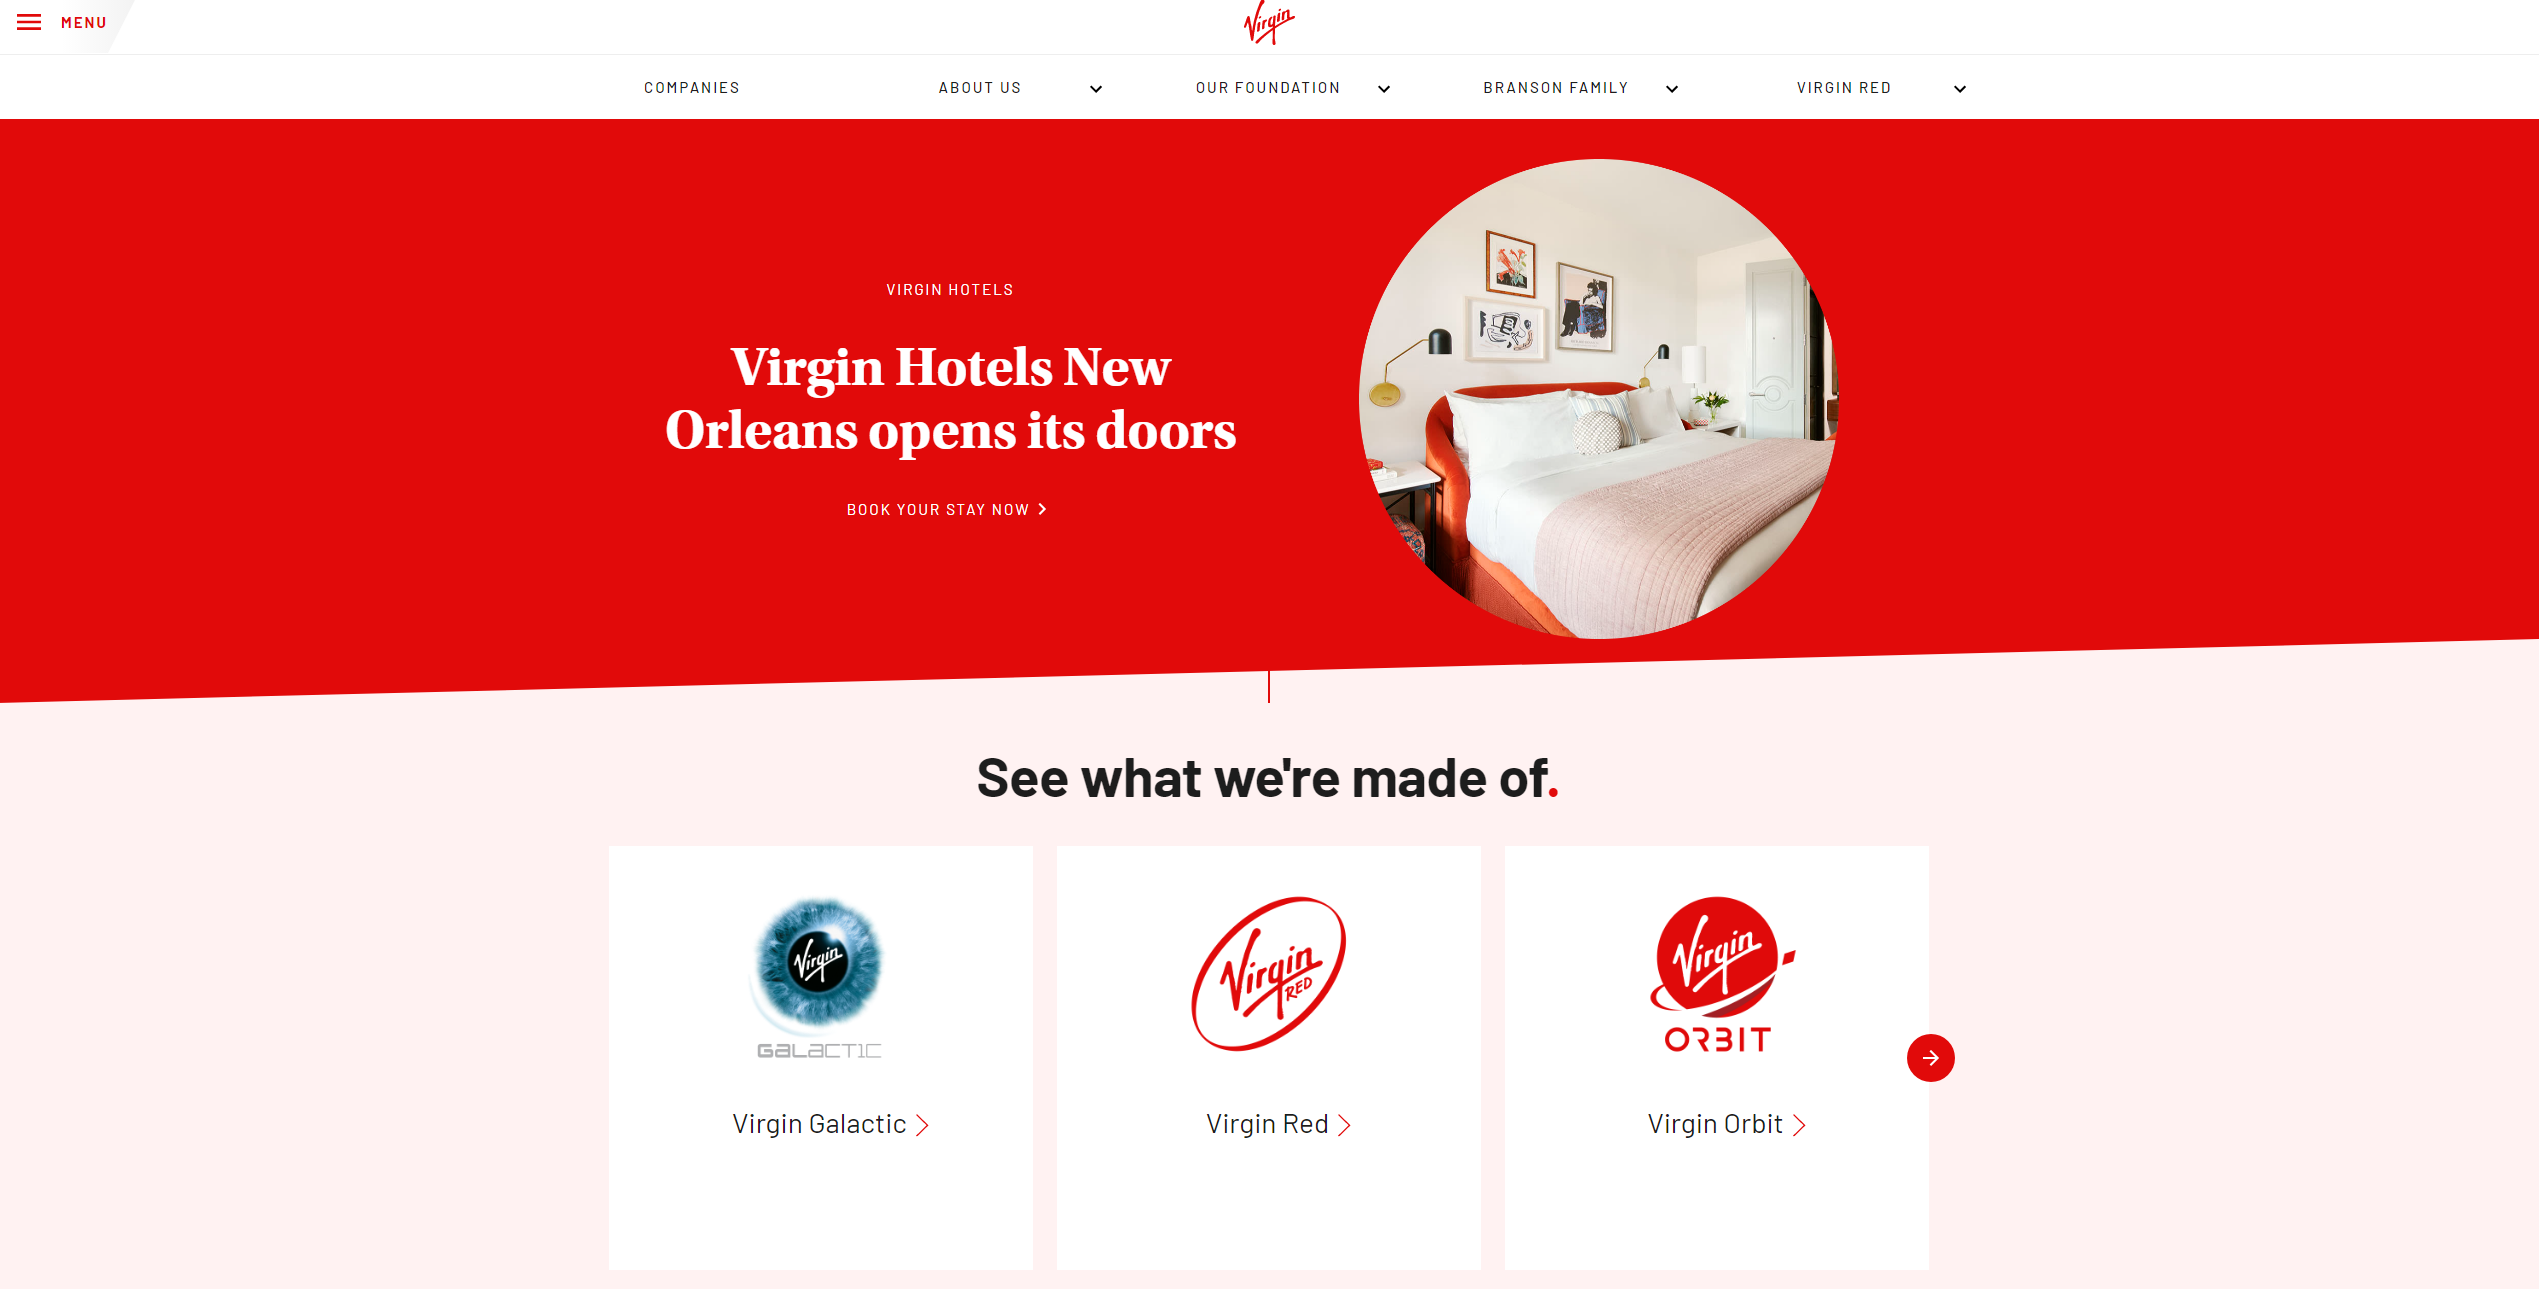 MENU
Virgin
COMPANIES
ABOUT US
OUR FOUNDATION
BRANSON FAMILY
VIRGIN RED
VIRGIN HOTELS
Virgin Hotels New
Orleans opens its doors
BOOK YOUR STAY NOW
See what we're made of.
Virgin
GALACTIC
Virgin Galactic
Virgin
RED
Virgin Red
Virgin
ORBIT
Virgin Orbit